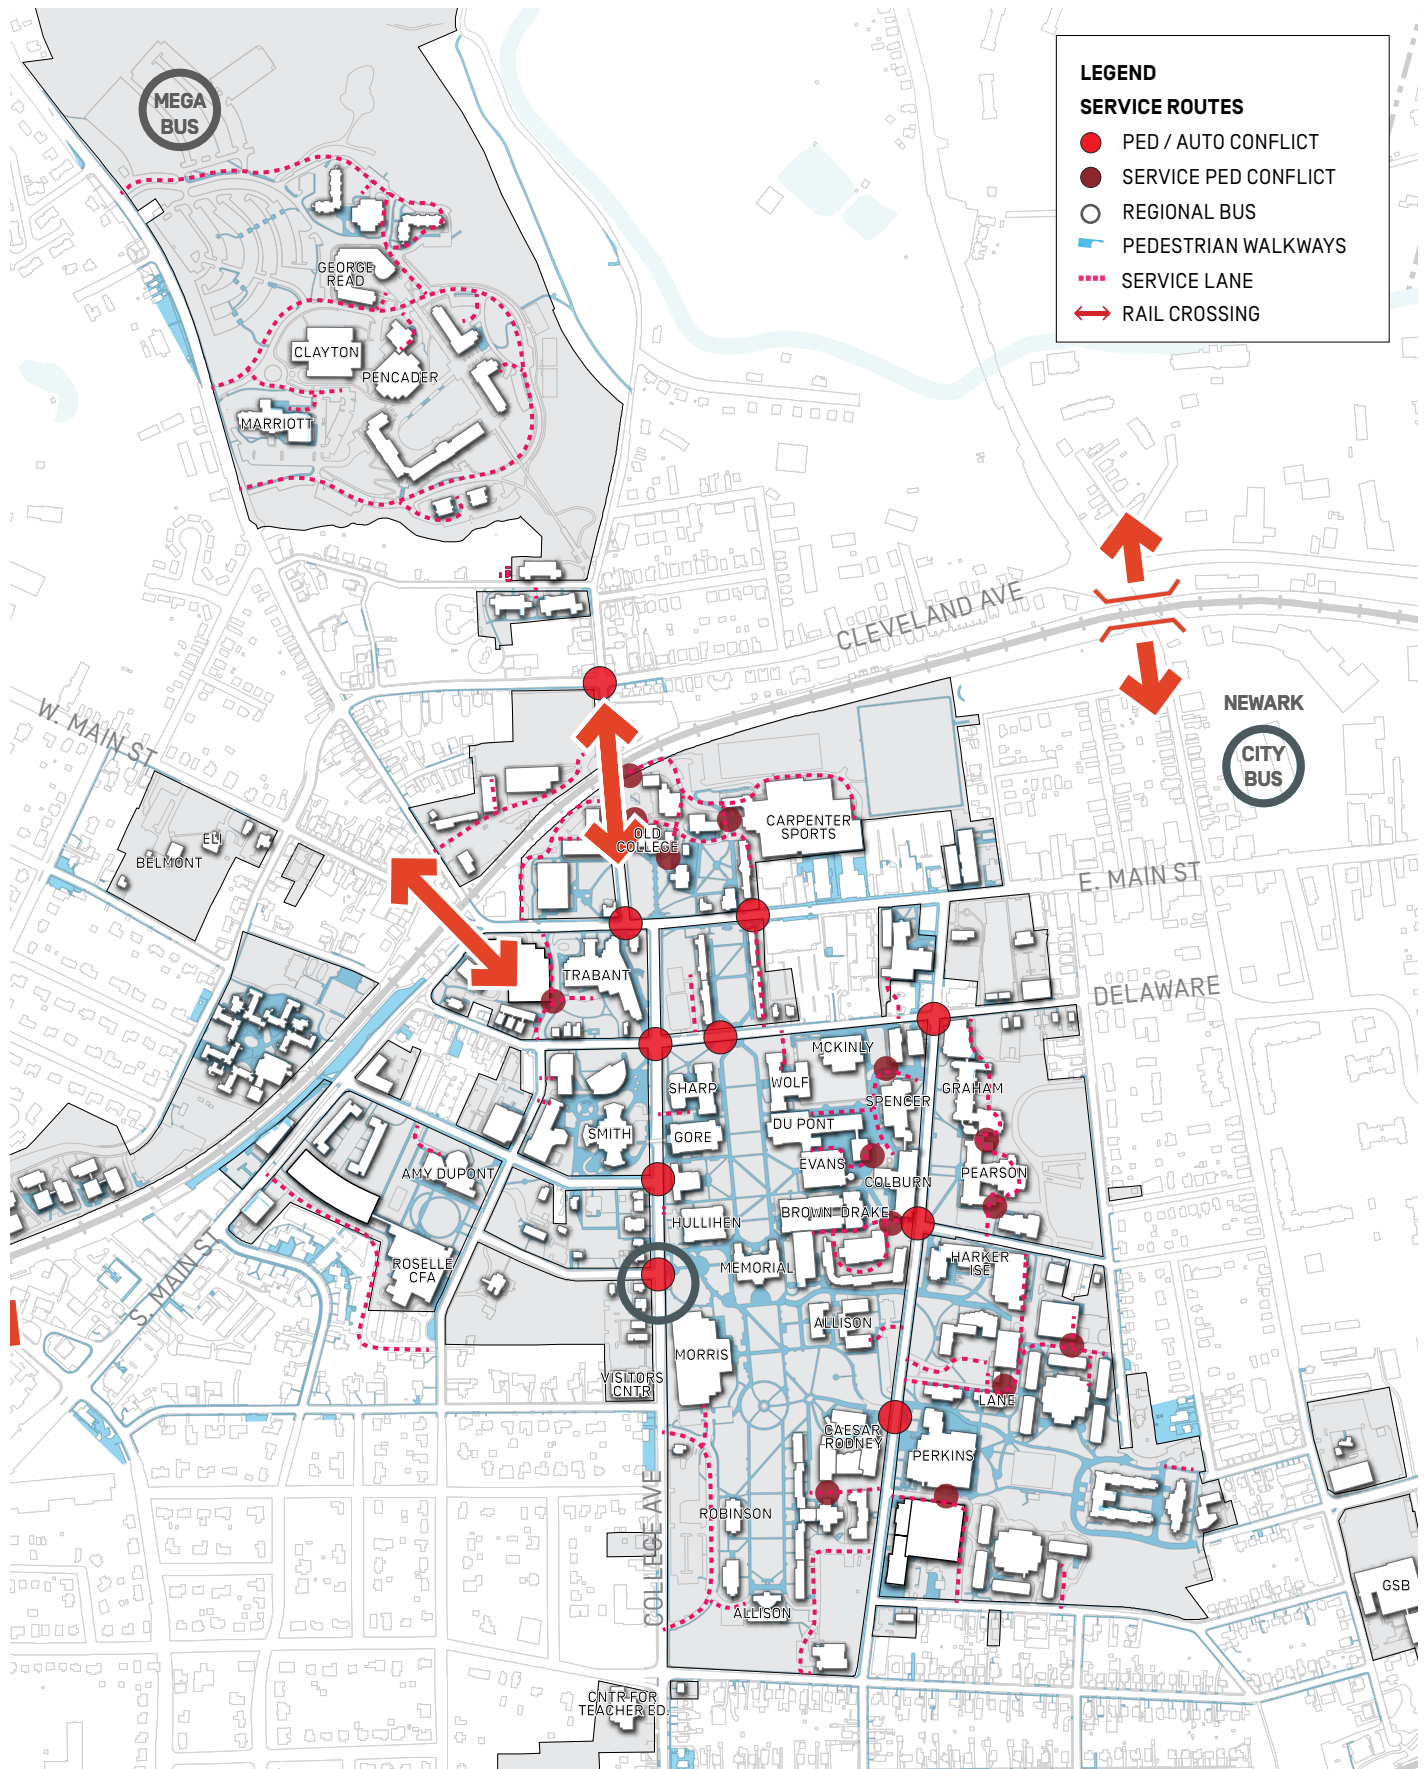 LEGEND
SERVICE ROUTES
PED / AUTO CONFLICT
SERVICE PED CONFLICT
REGIONAL BUS
PEDESTRIAN WALKWAYS
SERVICE LANE
RAIL CROSSING
MEGA
BUS
GEORGE
READ
CLAYTON
PENCADER
MARRIOTT
CLEVELAND AVE
W. MAIN ST
NEWARK
CITY
BUS
CARPENTER
SPORTS
OLD
COLLEGE
ELI
BELMONT
E. MAIN ST
TRABANT
DELAWARE
MCKINLY
SHARP
WOLF
GRAHAM
SPENCER
DU PONT
SMITH
GORE
EVANS
AMY DUPONT
PEARSON
COLBURN
BROWN
DRAKE
HULLIHEN
S. MAIN ST
ROSELLE
CFA
MEMORIAL
HARKER
ISE
ALLISON
MORRIS
VISITORS
CNTR
LANE
CAESAR
RODNEY
PERKINS
COLLEGE AVE
ROBINSON
GSB
ALLISON
CNTR FOR
TEACHER ED.